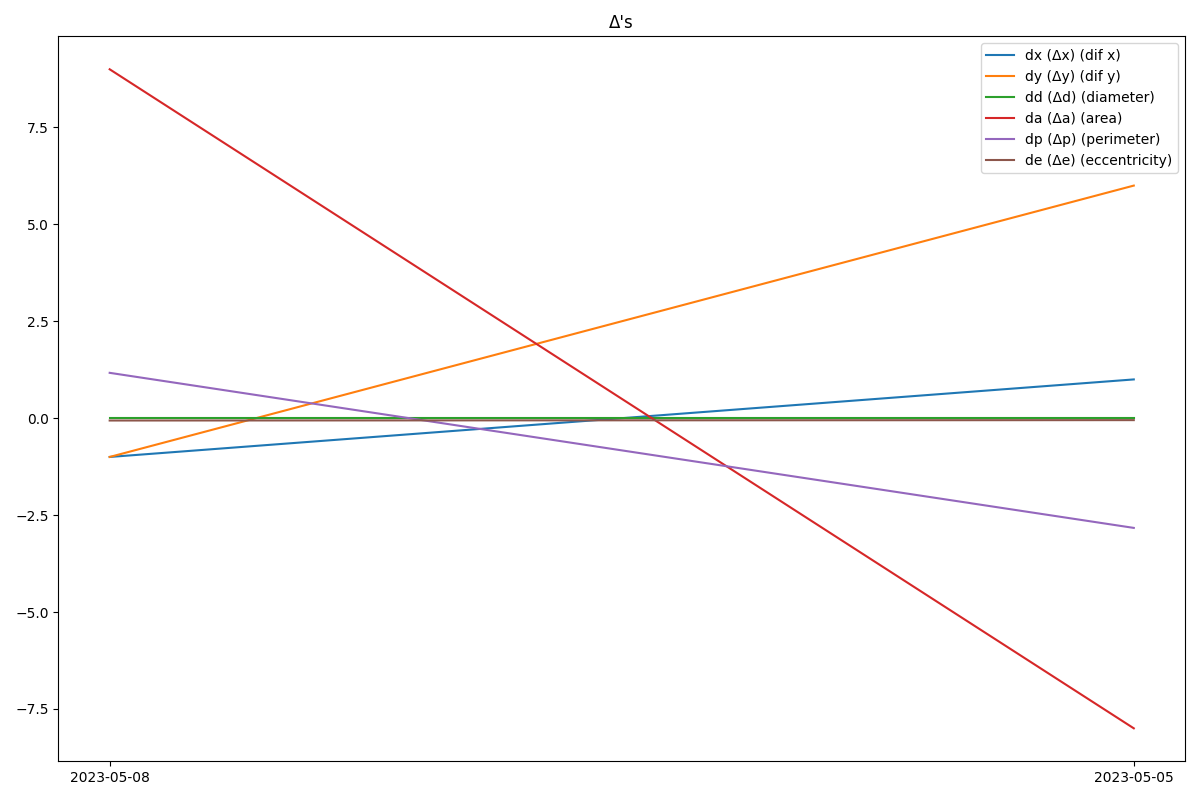 Δ's
dx (Δx) (dif x)
dy (Δy) (dif y)
dd (Δd) (diameter)
da (Δa) (area)
dp (Δp) (perimeter)
de (Δe) (eccentricity)
7.5
5.0
2.5
0.0
−2.5
−5.0
−7.5
2023-05-08 2023-05-05